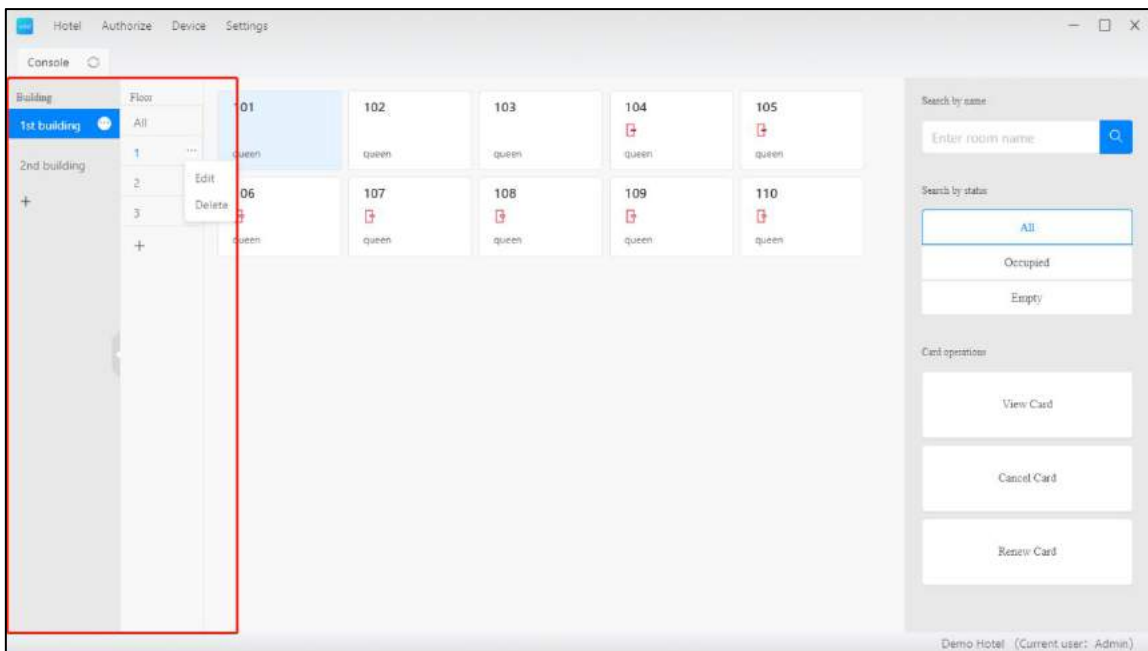 Hotel Authorize Device Settings
Console
Building
1st building
2nd building
+
Floor
All
1 ...
2
3
+
Edit
Delete
01
queen
102
queen
103
queen
104
queen
105
queen
06
queen
107
queen
108
queen
109
queen
110
queen
Search by name
Enter room name
Search by status
All
Occupied
Empty
Card operations
View Card
Cancel Card
Renew Card
Demo Hotel (Current user: Admin)